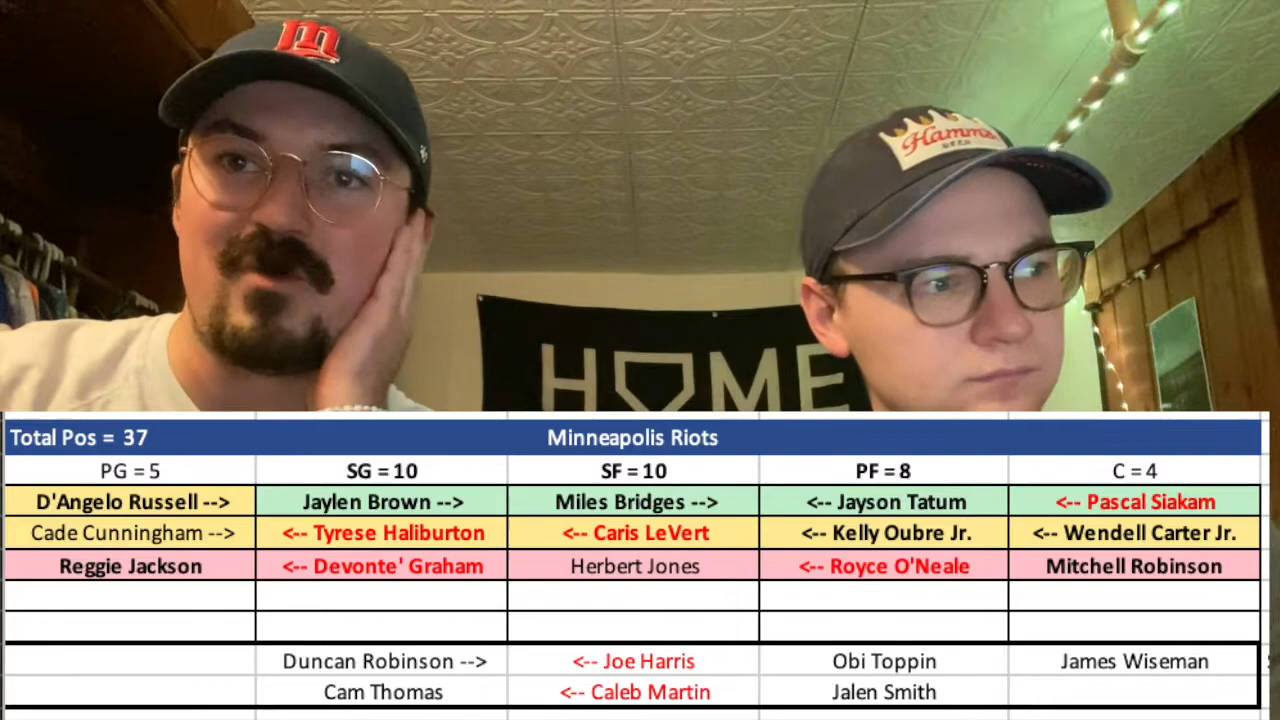 m
Hamm's
BEER
HOME
Total Pos = 37 Minneapolis Riots
PG = 5 SG = 10 SF = 10 PF = 8 C = 4
D'Angelo Russell --> Jaylen Brown --> Miles Bridges --> <-- Jayson Tatum <-- Pascal Siakam
Cade Cunningham --> <-- Tyrese Haliburton <-- Caris LeVert <-- Kelly Oubre Jr. <-- Wendell Carter Jr.
Reggie Jackson <-- Devonte' Graham Herbert Jones <-- Royce O'Neale Mitchell Robinson
Duncan Robinson --> <-- Joe Harris Obi Toppin James Wiseman
Cam Thomas <-- Caleb Martin Jalen Smith